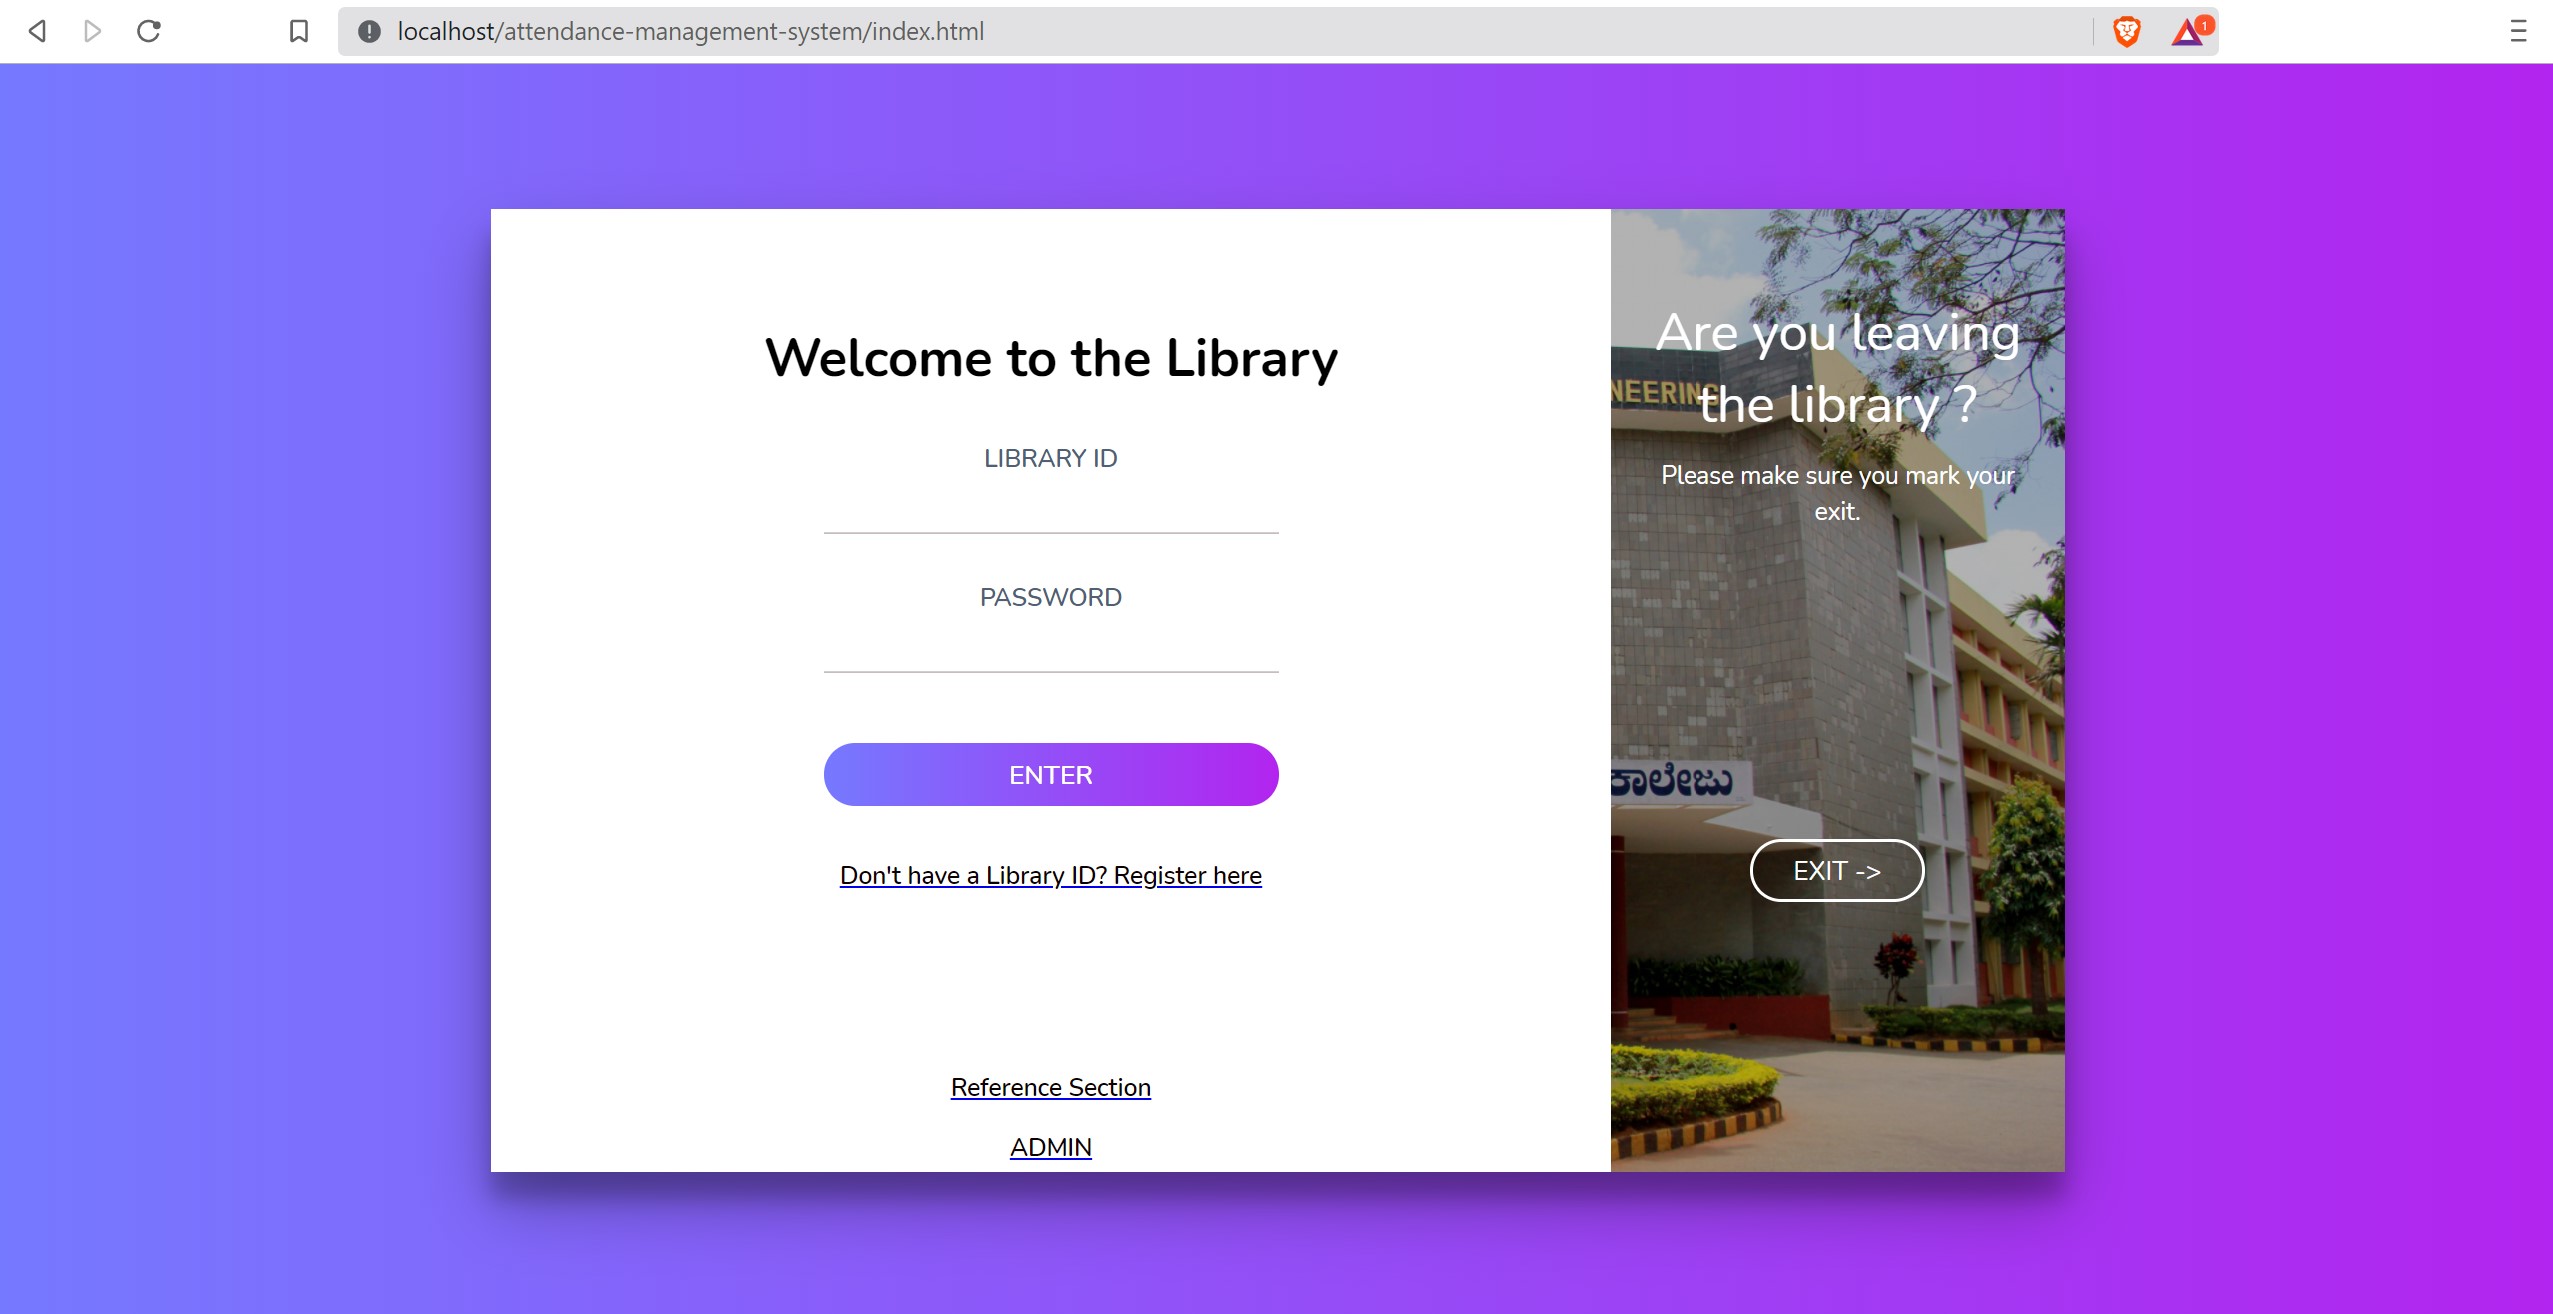 localhost/attendance-management-system/index.html
1
Welcome to the Library
LIBRARY ID
PASSWORD
ENTER
Don't have a Library ID? Register here
Reference Section
ADMIN
Are you leaving
the library ?
NEERING
Please make sure you mark your
exit.
ಕಾಲೇಜು
EXIT ->